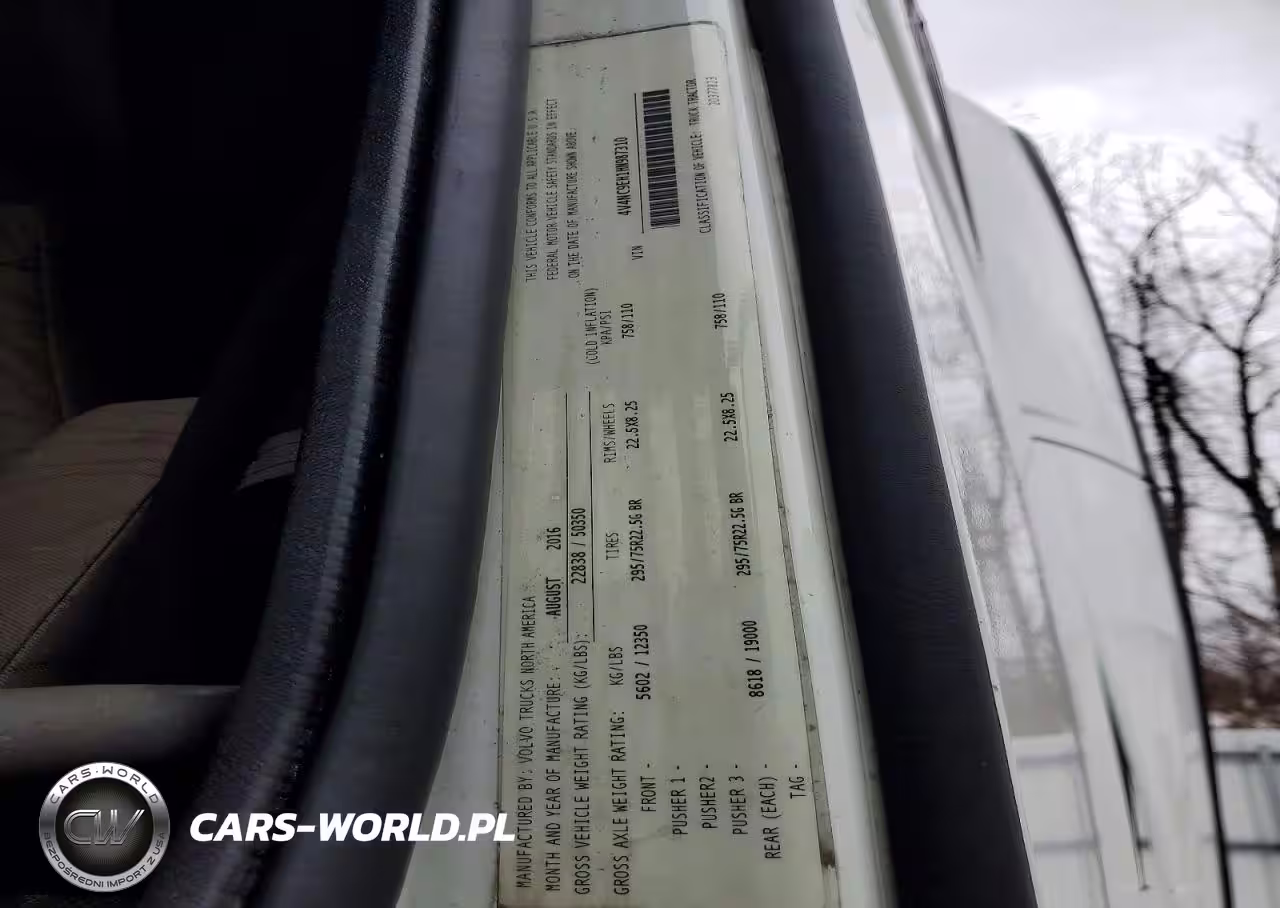 THIS VEHICLE CONFORMS TO ALL APPLICABLE U.S.A.
FEDERAL MOTOR VEHICLE SAFETY STANDARDS IN EFFECT
ON THE DATE OF MANUFACTURE SHOWN ABOVE.
MANUFACTURED BY: VOLVO TRUCKS NORTH AMERICA
MONTH AND YEAR OF MANUFACTURE: AUGUST 2016
GROSS VEHICLE WEIGHT RATING (KG/LBS): 22838 / 50350
(COLD INFLATION)
GROSS AXLE WEIGHT RATING: KG/LBS TIRES RIMS/WHEELS KPA/PSI
FRONT - 5602 / 12350 295/75R22.5G BR 22.5X8.25 758/110
PUSHER 1 -
PUSHER2 -
PUSHER 3 -
REAR (EACH) - 8618 / 19000 295/75R22.5G BR 22.5X8.25 758/110
TAG -
4V4NC9EH1HN987310
VIN
CLASSIFICATION OF VEHICLE: TRUCK TRACTOR
20377823
CARS-WORLD
CW
BEZPOŚREDNI IMPORT Z USA
CARS-WORLD.PL